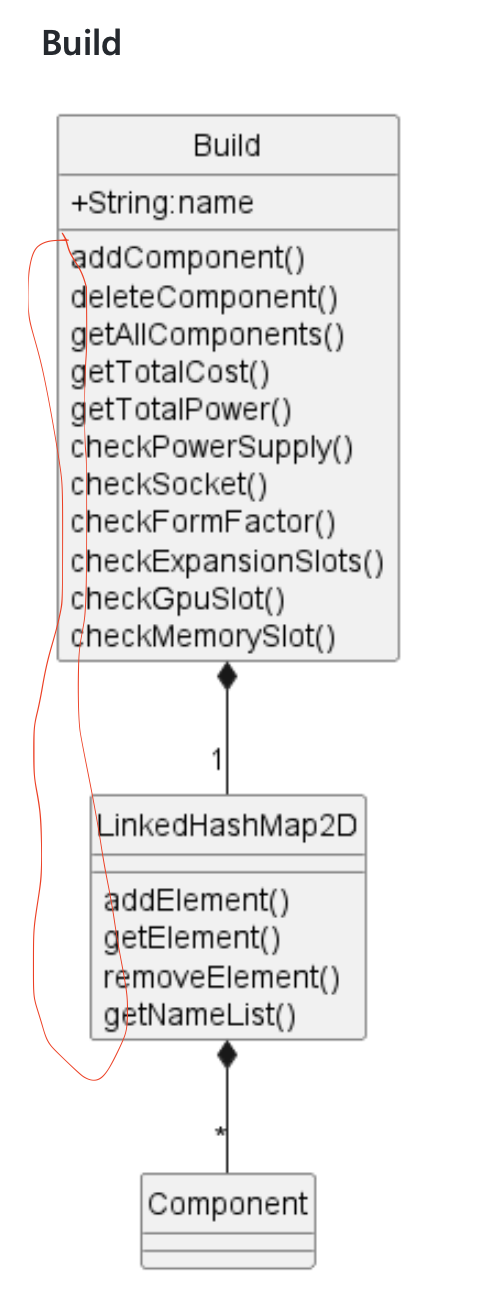 Build
Build
+String:name
addComponent()
deleteComponent()
getAllComponents()
getTotalCost()
getTotalPower()
checkPowerSupply()
checkSocket()
checkFormFactor()
checkExpansionSlots()
checkGpuSlot()
checkMemorySlot()
1
LinkedHashMap2D
addElement()
getElement()
removeElement()
getNameList()
*
Component